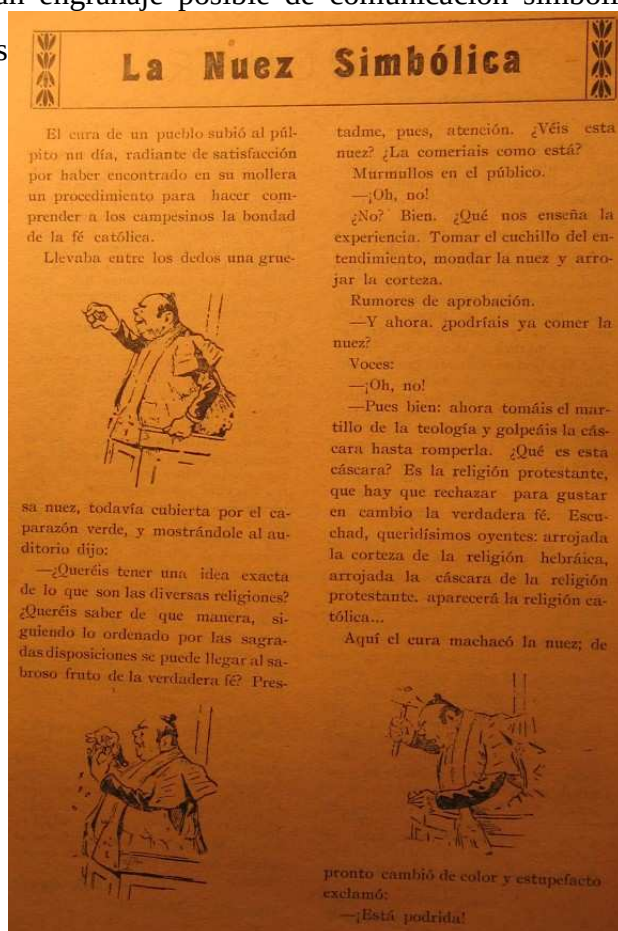 un engranaje posible de comunicación
s
La Nuez Simbólica
El cura de un pueblo subió al púl-
pito un día, radiante de satisfacción
por haber encontrado en su mollera
un procedimiento para hacer com-
prender a los campesinos la bondad
de la fé católica.
Llevaba entre los dedos una grue-
sa nuez, todavía cubierta por el ca-
parazón verde, y mostrándole al au-
ditorio dijo:
—¿Queréis tener una idea exacta
de lo que son las diversas religiones?
¿Queréis saber de que manera, si-
guiendo lo ordenado por las sagra-
das disposiciones se puede llegar al sa-
broso fruto de la verdadera fé? Pres-
tadme, pues, atención. ¿Véis esta
nuez? ¿La comeriais como está?
Murmullos en el público.
—¡Oh, no!
¿No? Bien. ¿Qué nos enseña la
experiencia. Tomar el cuchillo del en-
tendimiento, mondar la nuez y arro-
jar la corteza.
Rumores de aprobación.
—Y ahora. ¿podríais ya comer la
nuez?
Voces:
—¡Oh, no!
—Pues bien: ahora tomáis el mar-
tillo de la teología y golpeáis la cás-
cara hasta romperla. ¿Qué es esta
cáscara? Es la religión protestante,
que hay que rechazar para gustar
en cambio la verdadera fé. Escu-
chad, queridísimos oyentes: arrojada
la corteza de la religión hebráica,
arrojada la cáscara de la religión
protestante. aparecerá la religión ca-
tólica...
Aquí el cura machacó la nuez; de
pronto cambió de color y estupefacto
exclamó:
—¡Está podrida!